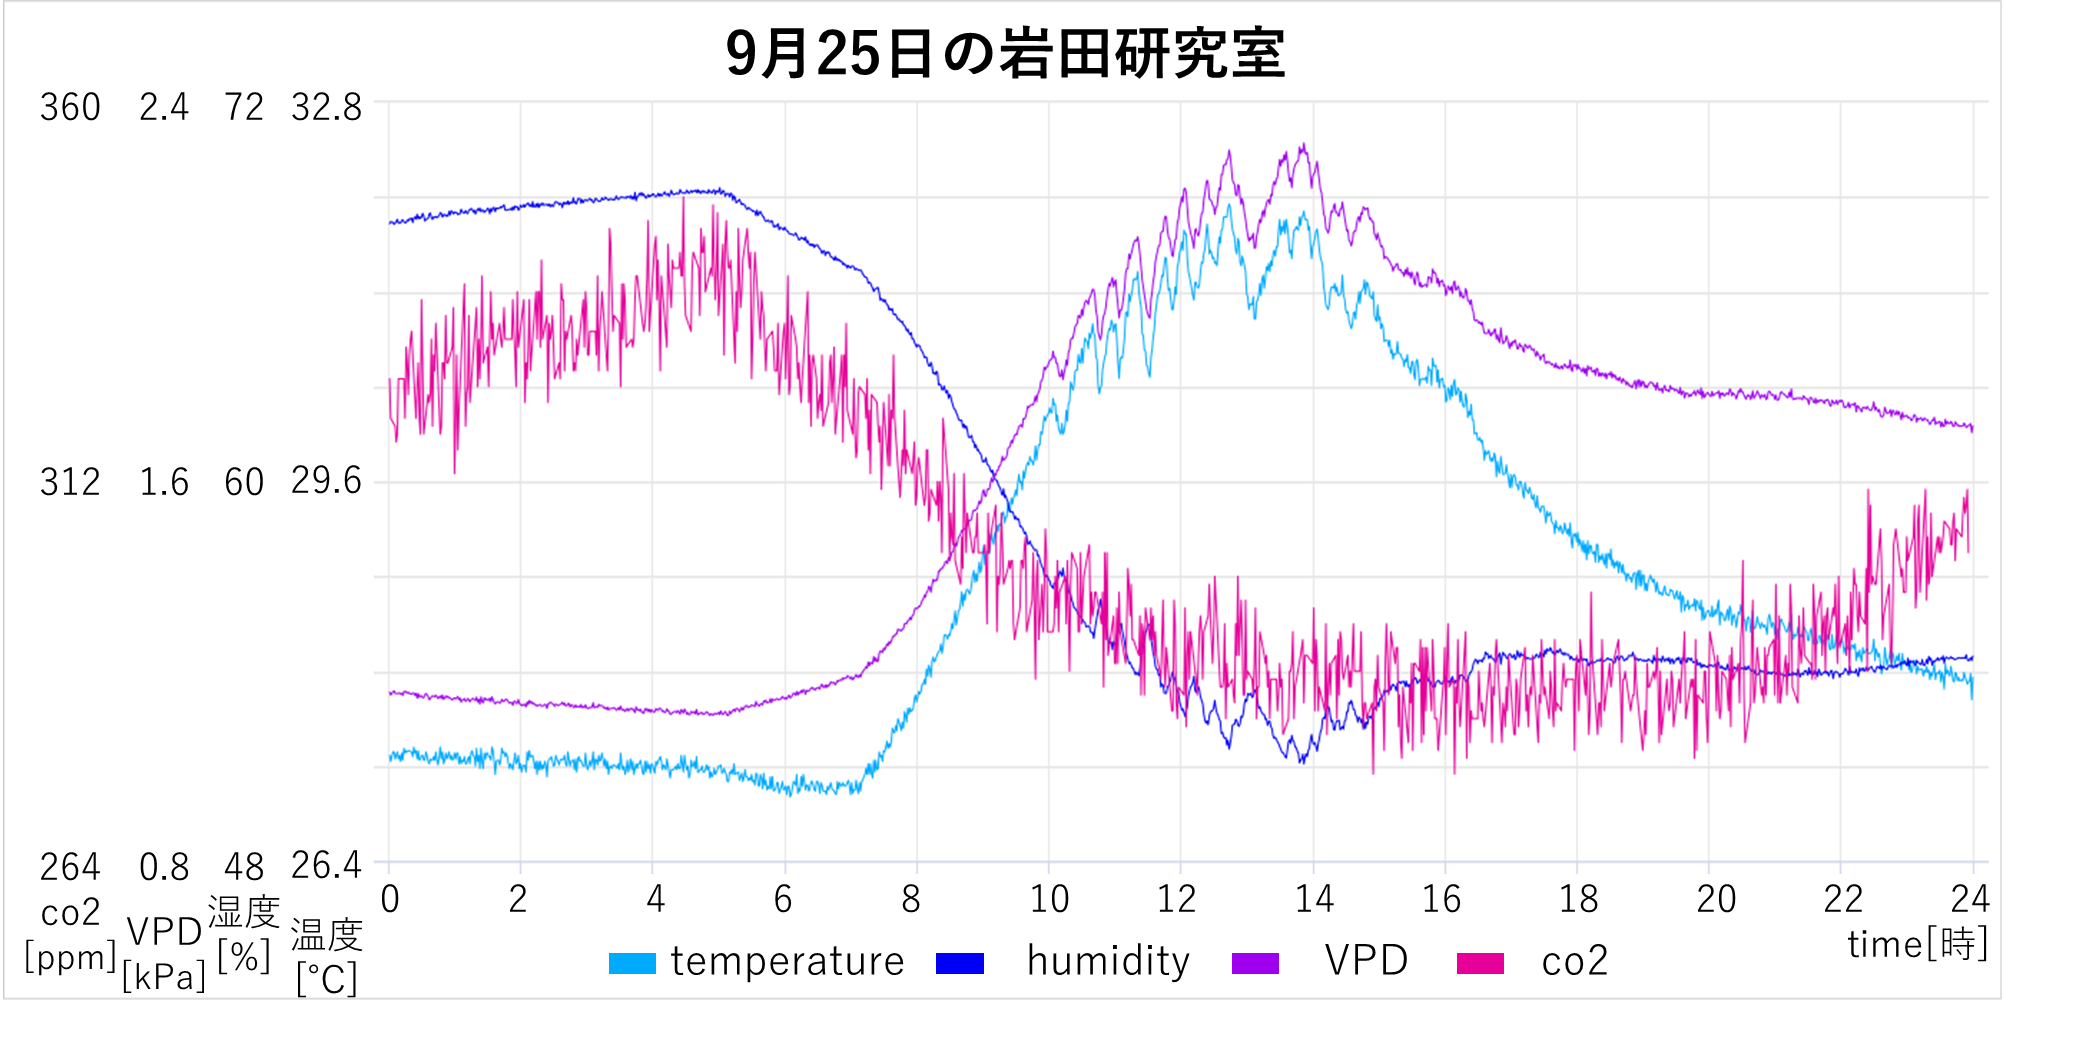 9月25日の岩田研究室
360 2.4 72 32.8
312 1.6 60 29.6
264 0.8 48 26.4
co2 [ppm]
VPD [kPa]
湿度 [%]
温度 [°C]
0 2 4 6 8 10 12 14 16 18 20 22 24
time[時]
temperature humidity VPD co2